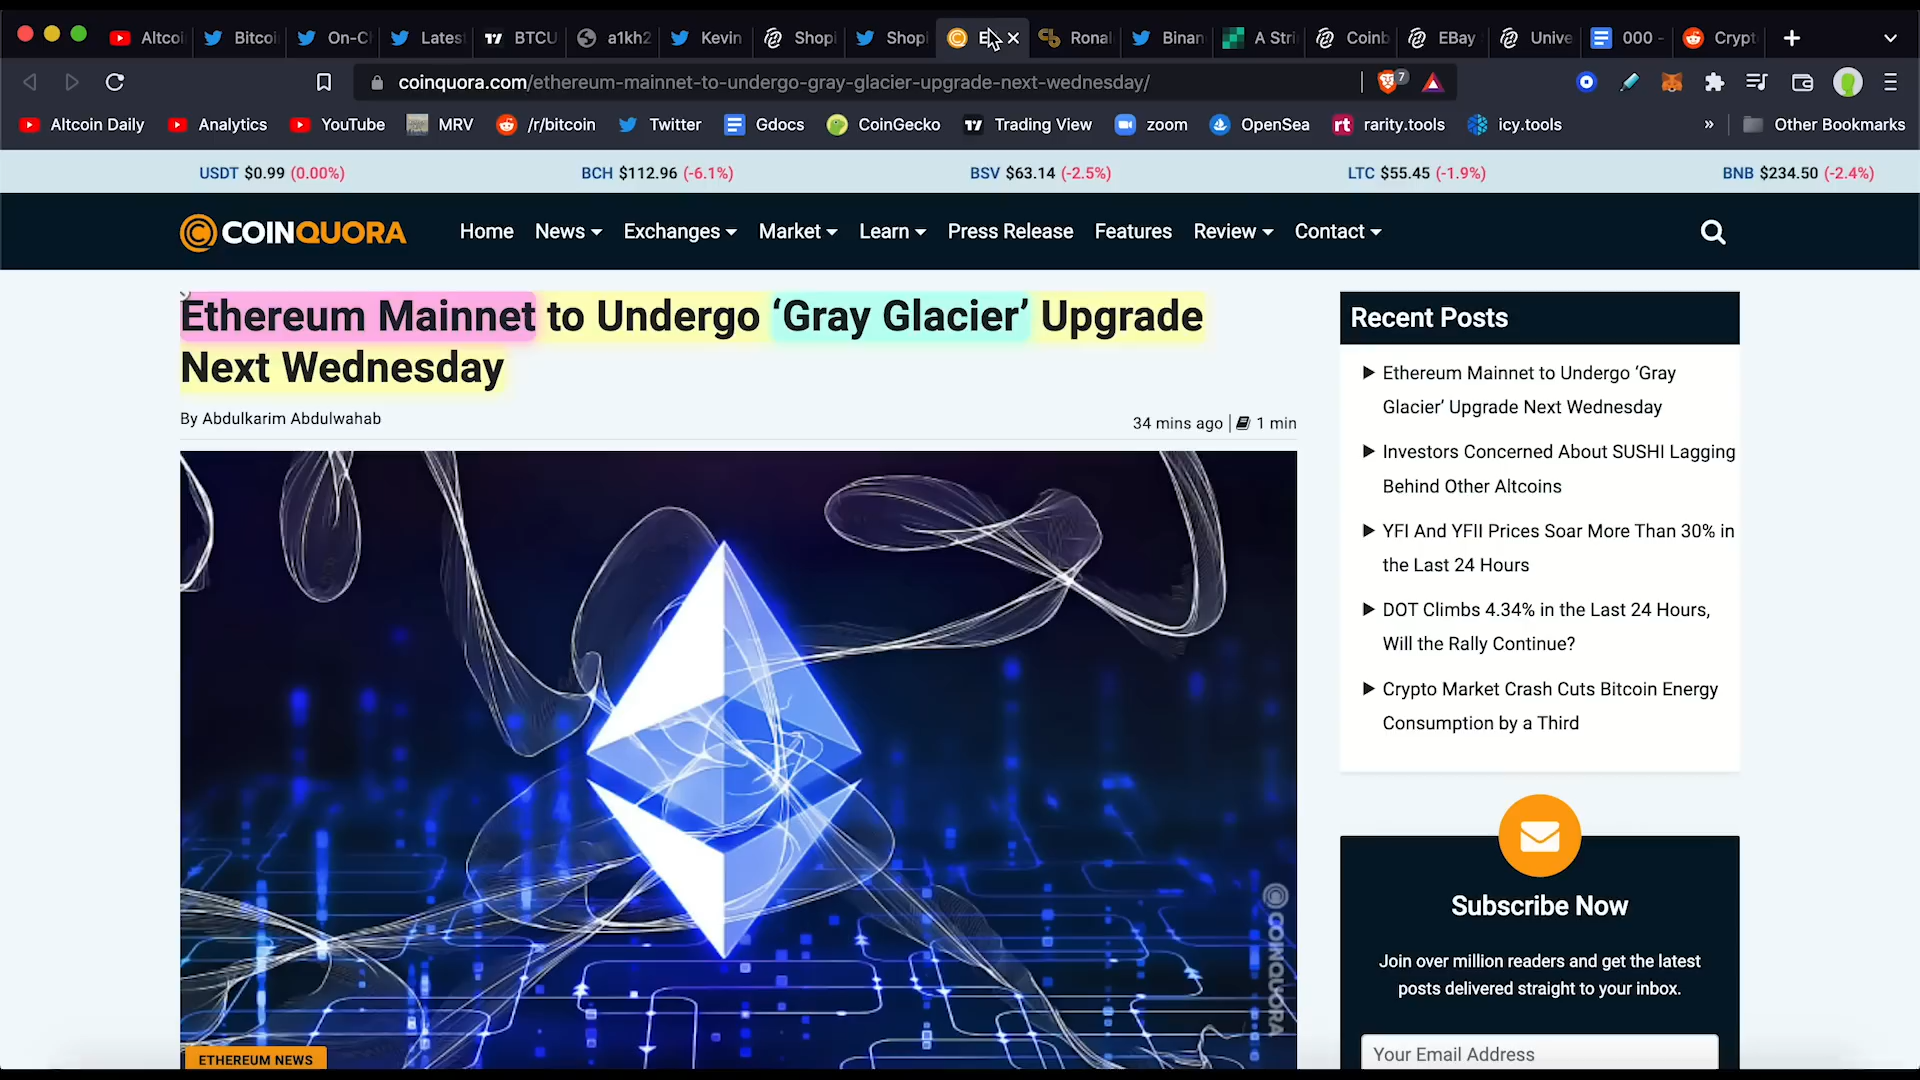 Altcoi
Bitcoi
On-C
Latest
BTCU
a1kh2
Kevin
Shopi
Shopi
E
Ronal
Binan
A Stri
Coinb
EBay
Unive
000 -
Crypt
coinquora.com/ethereum-mainnet-to-undergo-gray-glacier-upgrade-next-wednesday/
7
Altcoin Daily
Analytics
YouTube
MRV
/r/bitcoin
Twitter
Gdocs
CoinGecko
Trading View
zoom
OpenSea
rt rarity.tools
icy.tools
»
Other Bookmarks
USDT $0.99 (0.00%)
BCH $112.96 (-6.1%)
BSV $63.14 (-2.5%)
LTC $55.45 (-1.9%)
BNB $234.50 (-2.4%)
COINQUORA
Home
News
Exchanges
Market
Learn
Press Release
Features
Review
Contact
Ethereum Mainnet to Undergo ‘Gray Glacier’ Upgrade
Next Wednesday
By Abdulkarim Abdulwahab
34 mins ago | 1 min
COINQUORA
ETHEREUM NEWS
Recent Posts
Ethereum Mainnet to Undergo ‘Gray
Glacier’ Upgrade Next Wednesday
Investors Concerned About SUSHI Lagging
Behind Other Altcoins
YFI And YFII Prices Soar More Than 30% in
the Last 24 Hours
DOT Climbs 4.34% in the Last 24 Hours,
Will the Rally Continue?
Crypto Market Crash Cuts Bitcoin Energy
Consumption by a Third
Subscribe Now
Join over million readers and get the latest
posts delivered straight to your inbox.
Your Email Address